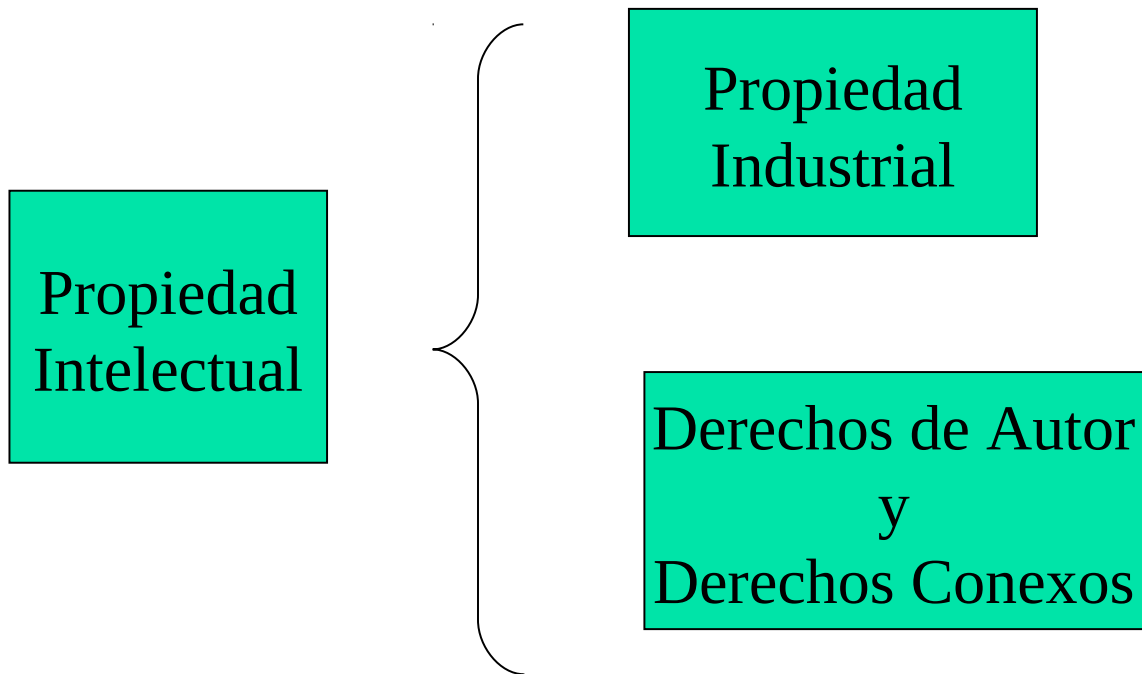 Propiedad
Intelectual
Propiedad
Industrial
Derechos de Autor
y
Derechos Conexos